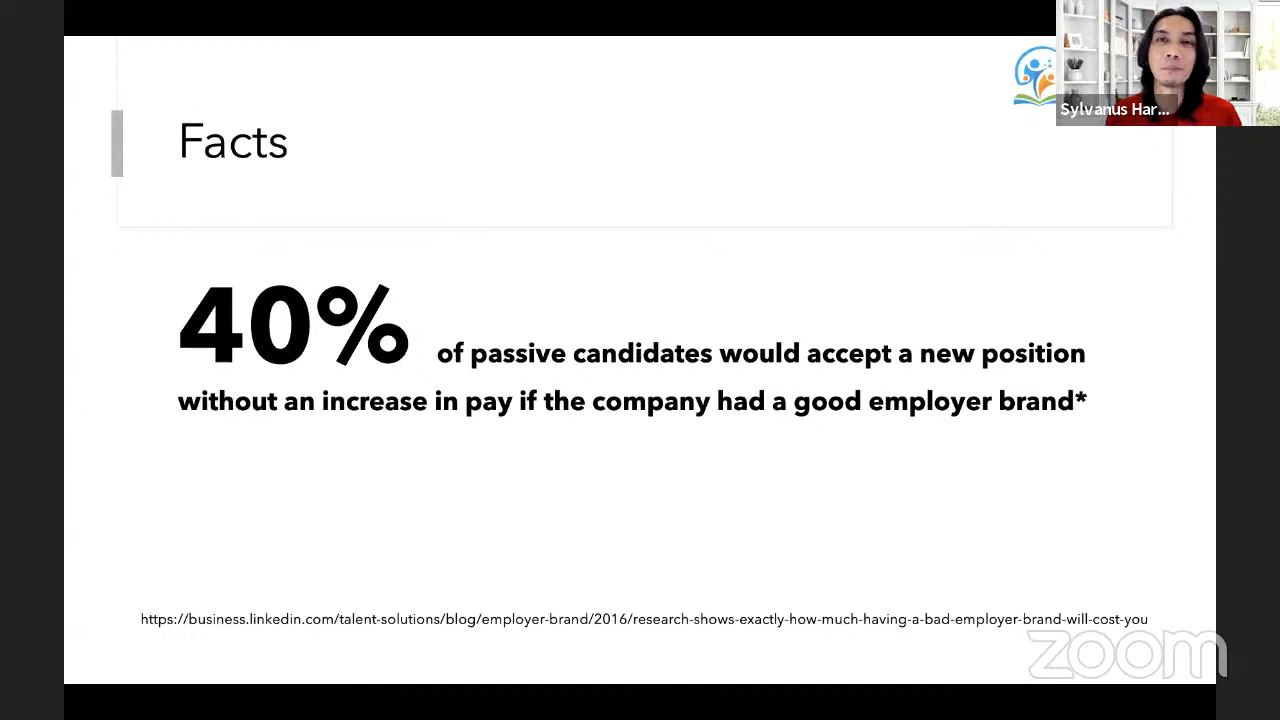 Sylvanus Har...
Facts
40% of passive candidates would accept a new position
without an increase in pay if the company had a good employer brand*
https://business.linkedin.com/talent-solutions/blog/employer-brand/2016/research-shows-exactly-how-much-having-a-bad-employer-brand-will-cost-you
zoom